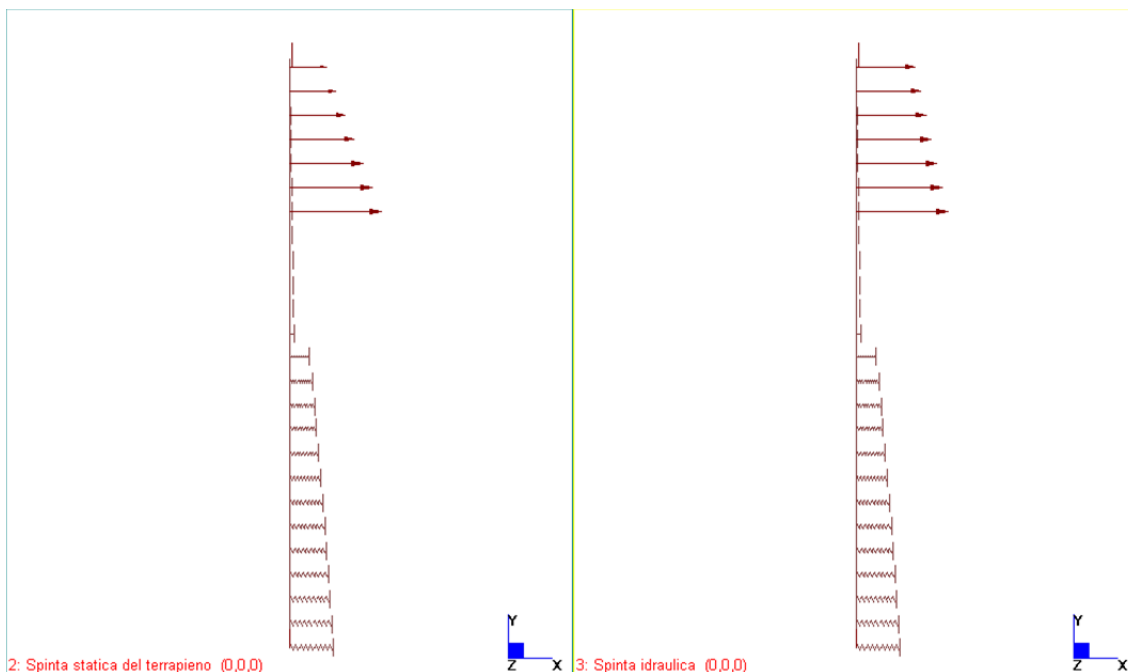 2: Spinta statica del terrapieno (0,0,0)
Y
Z X
3: Spinta idraulica (0,0,0)
Y
Z X